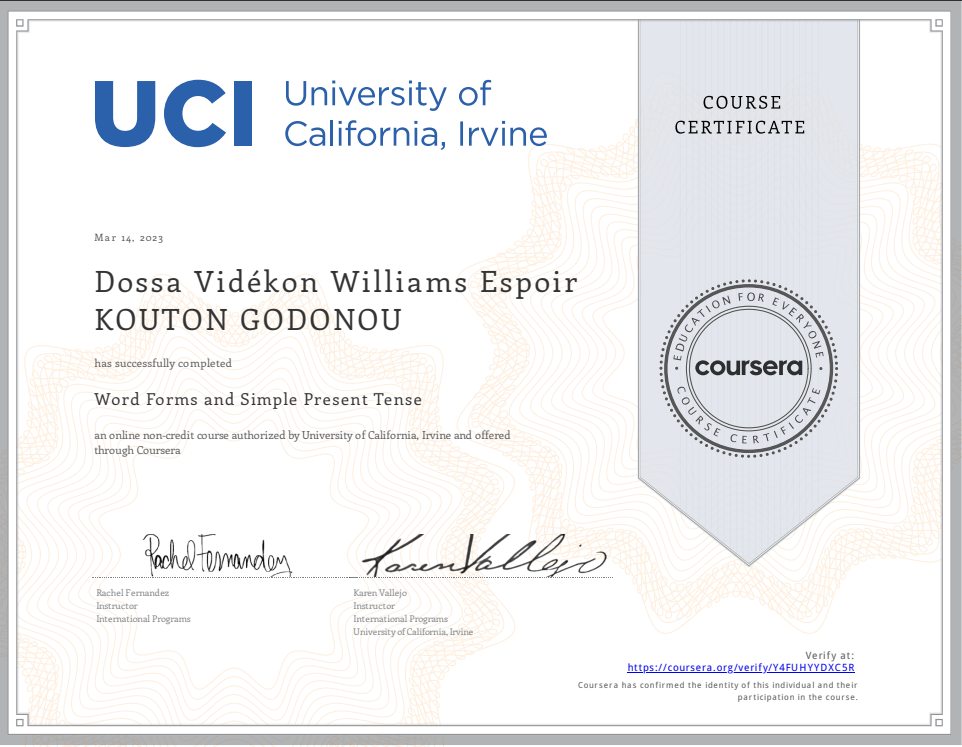 UCI
University of
California, Irvine
COURSE
CERTIFICATE
Mar 14, 2023
Dossa Vidékon Williams Espoir
KOUTON GODONOU
has successfully completed
Word Forms and Simple Present Tense
an online non-credit course authorized by University of California, Irvine and offered
through Coursera
EDUCATION FOR EVERYONE
coursera
COURSE CERTIFICATE
Rachel Fernandez
Karen Vallejo
Rachel Fernandez
Instructor
International Programs
Karen Vallejo
Instructor
International Programs
University of California, Irvine
Verify at:
https://coursera.org/verify/Y4FUHYYDXC5R
Coursera has confirmed the identity of this individual and their
participation in the course.